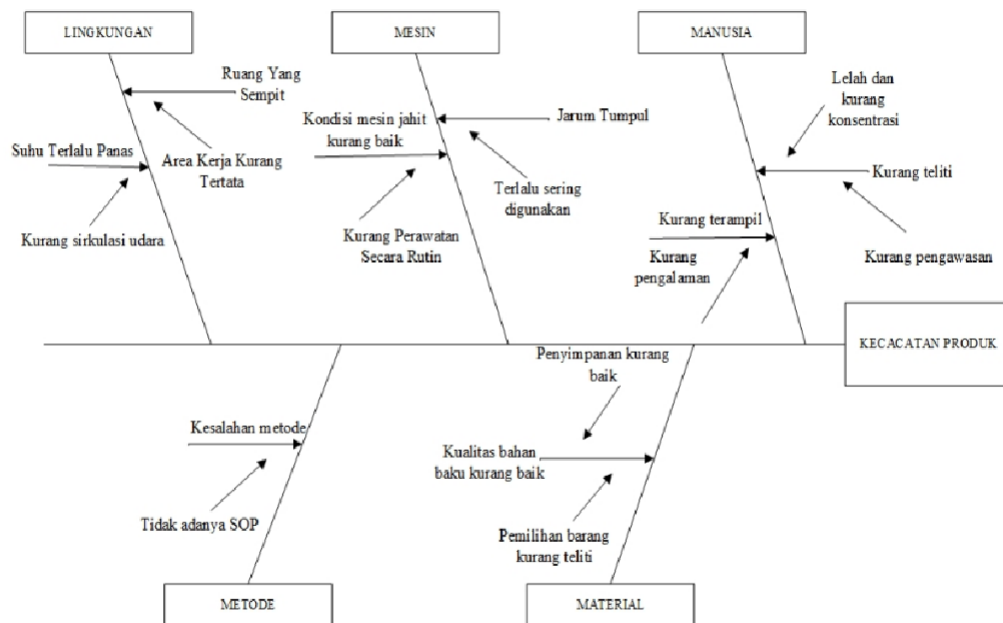 LINGKUNGAN
MESIN
MANUSIA
Ruang Yang
Sempit
Suhu Terlalu Panas
Area Kerja Kurang
Tertata
Kurang sirkulasi udara
Kondisi mesin jahit
kurang baik
Jarum Tumpul
Terlalu sering
digunakan
Kurang Perawatan
Secara Rutin
Lelah dan
kurang
konsentrasi
Kurang teliti
Kurang terampil
Kurang
pengalaman
Kurang pengawasan
KECACATAN PRODUK
Kesalahan metode
Tidak adanya SOP
Penyimpanan kurang
baik
Kualitas bahan
baku kurang baik
Pemilihan barang
kurang teliti
METODE
MATERIAL